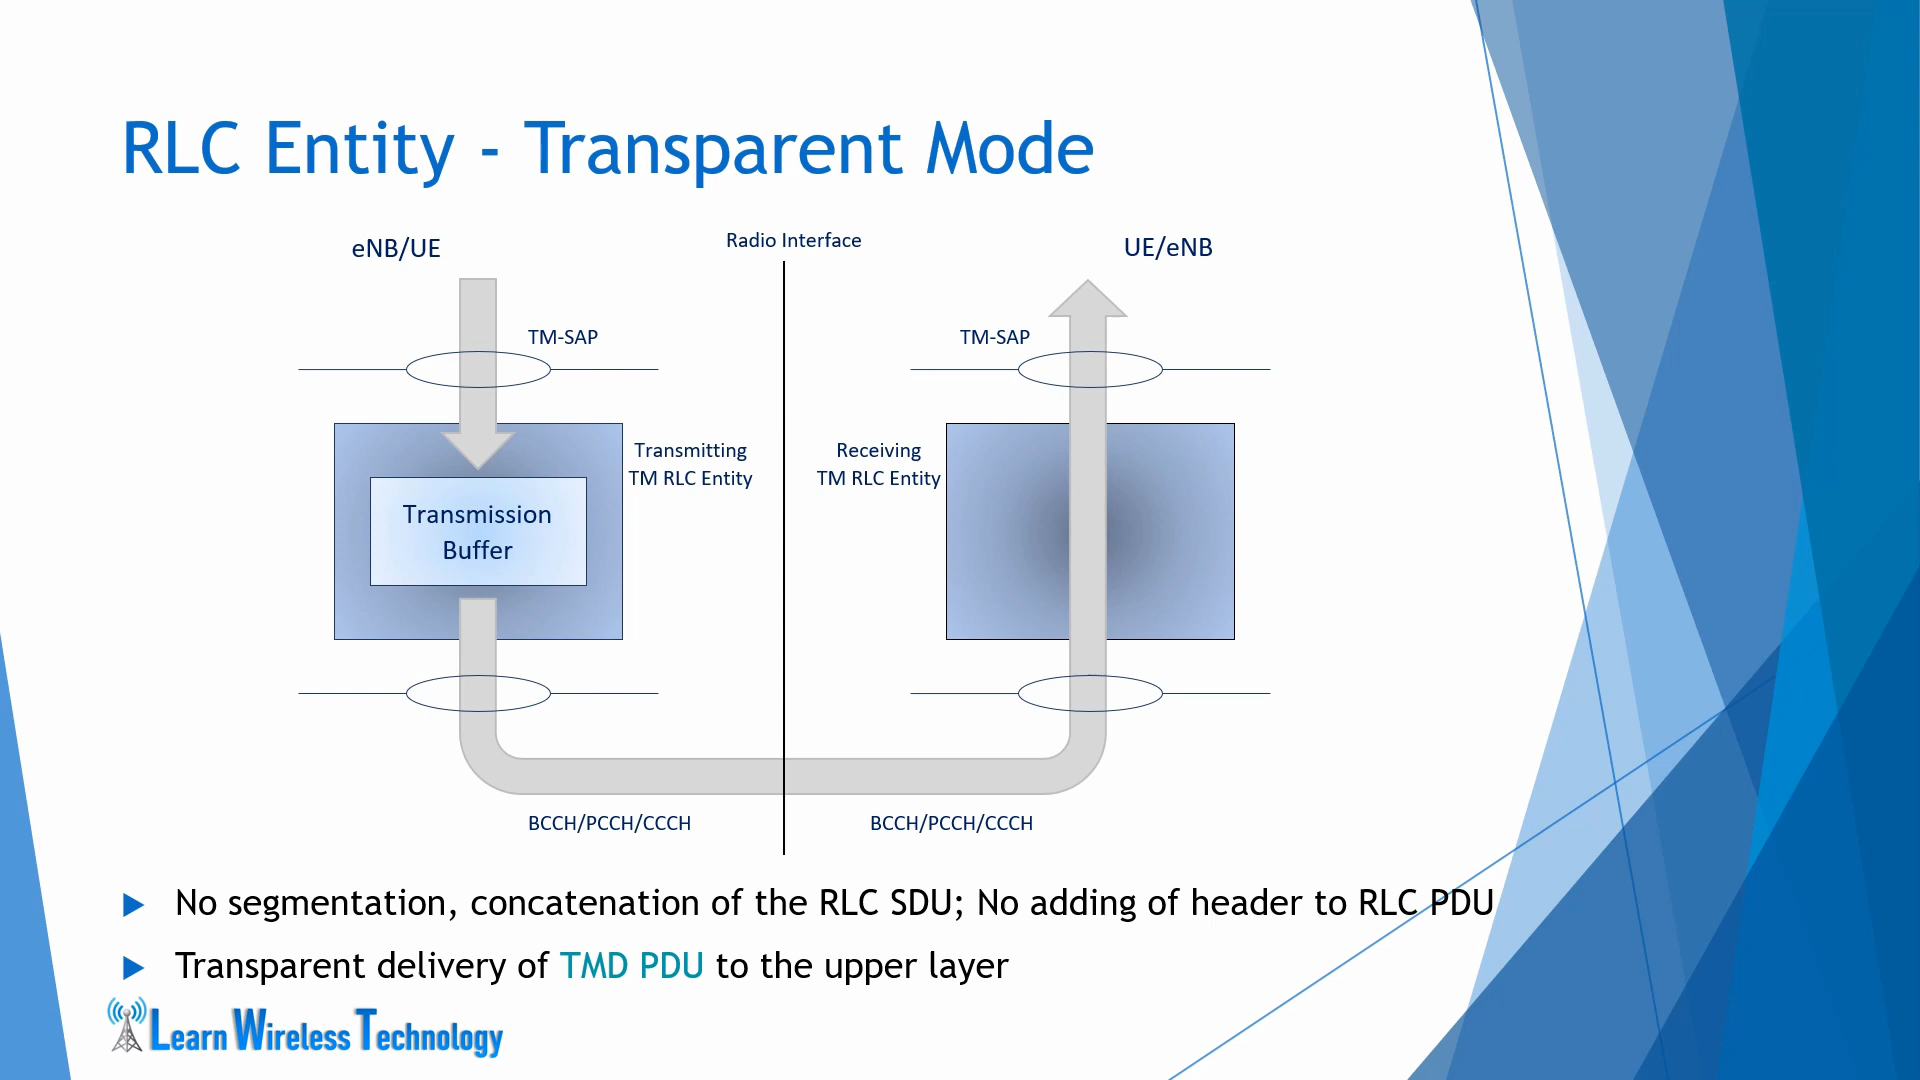 RLC Entity - Transparent Mode
eNB/UE
Radio Interface
UE/eNB
TM-SAP
TM-SAP
Transmitting
TM RLC Entity
Receiving
TM RLC Entity
Transmission
Buffer
BCCH/PCCH/CCCH
BCCH/PCCH/CCCH
No segmentation, concatenation of the RLC SDU; No adding of header to RLC PDU
Transparent delivery of TMD PDU to the upper layer
Learn Wireless Technology